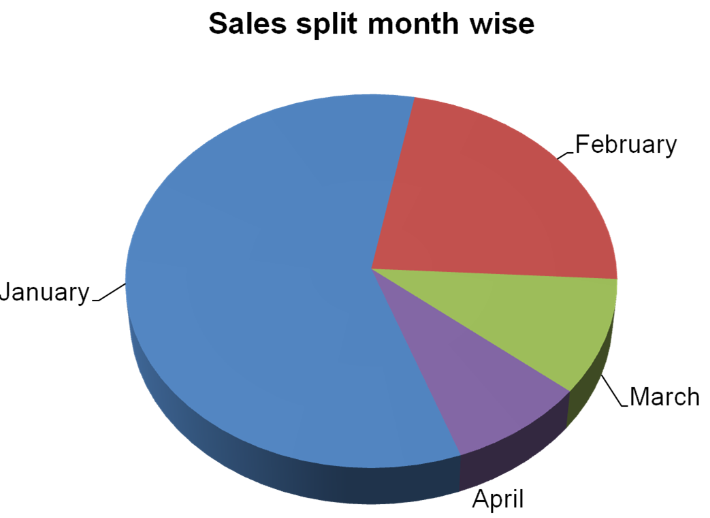 Sales split month wise
February
January
March
April